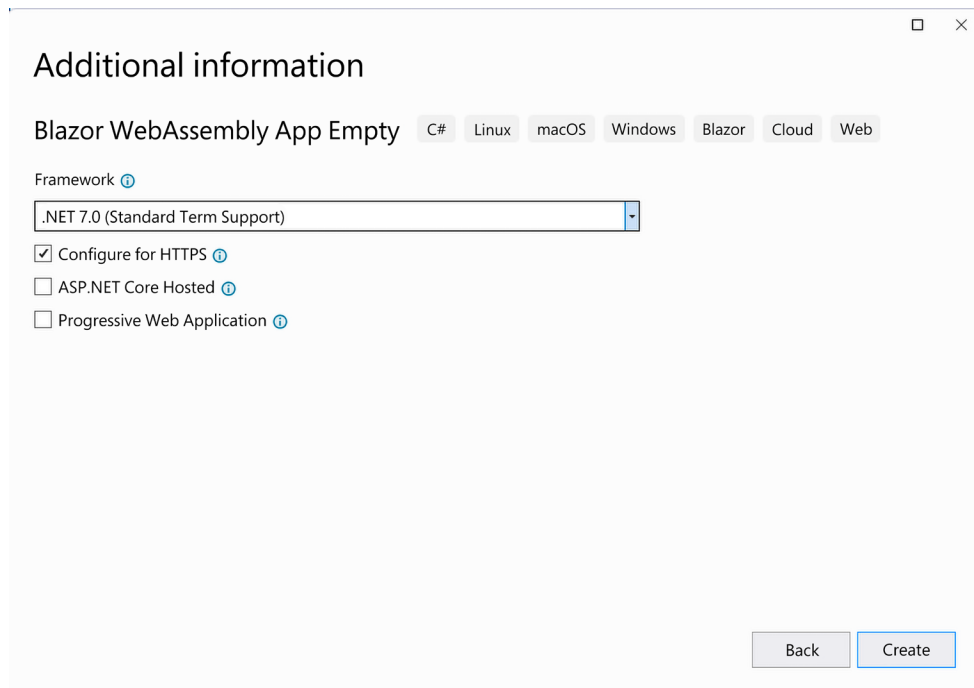 Additional information
Blazor WebAssembly App Empty C# Linux macOS Windows Blazor Cloud Web
Framework
.NET 7.0 (Standard Term Support)
Configure for HTTPS
ASP.NET Core Hosted
Progressive Web Application
Back Create